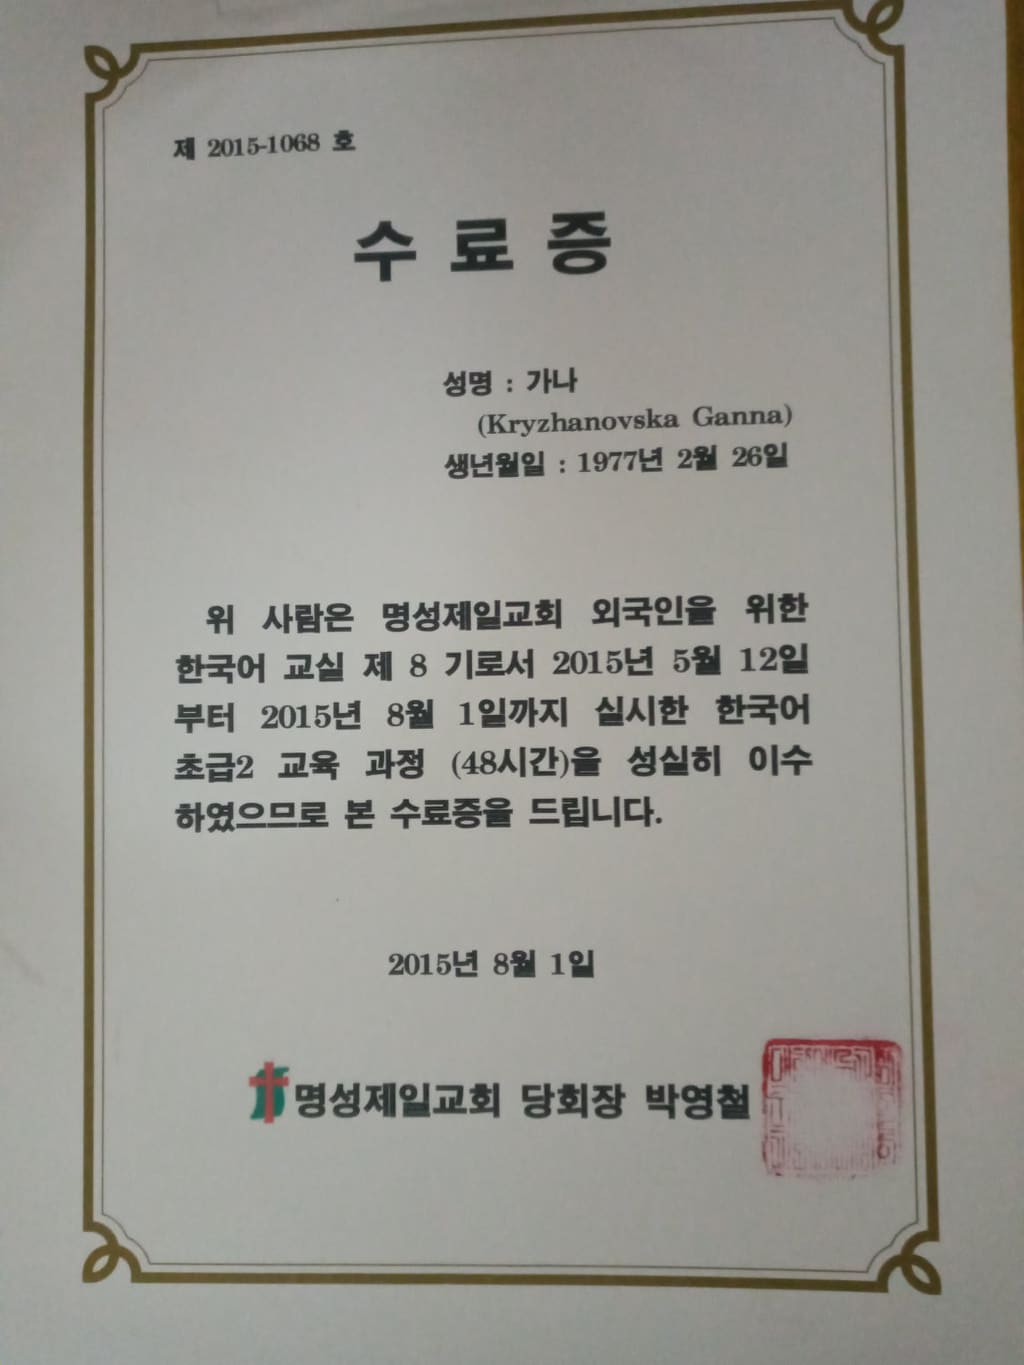 제 2015-1068 호
수 료 증
성명 : 가나
(Kryzhanovska Ganna)
생년월일 : 1977년 2월 26일
위 사람은 명성제일교회 외국인을 위한
한국어 교실 제 8 기로서 2015년 5월 12일
부터 2015년 8월 1일까지 실시한 한국어
초급2 교육 과정 (48시간)을 성실히 이수
하였으므로 본 수료증을 드립니다.
2015년 8월 1일
명성제일교회 당회장 박영철